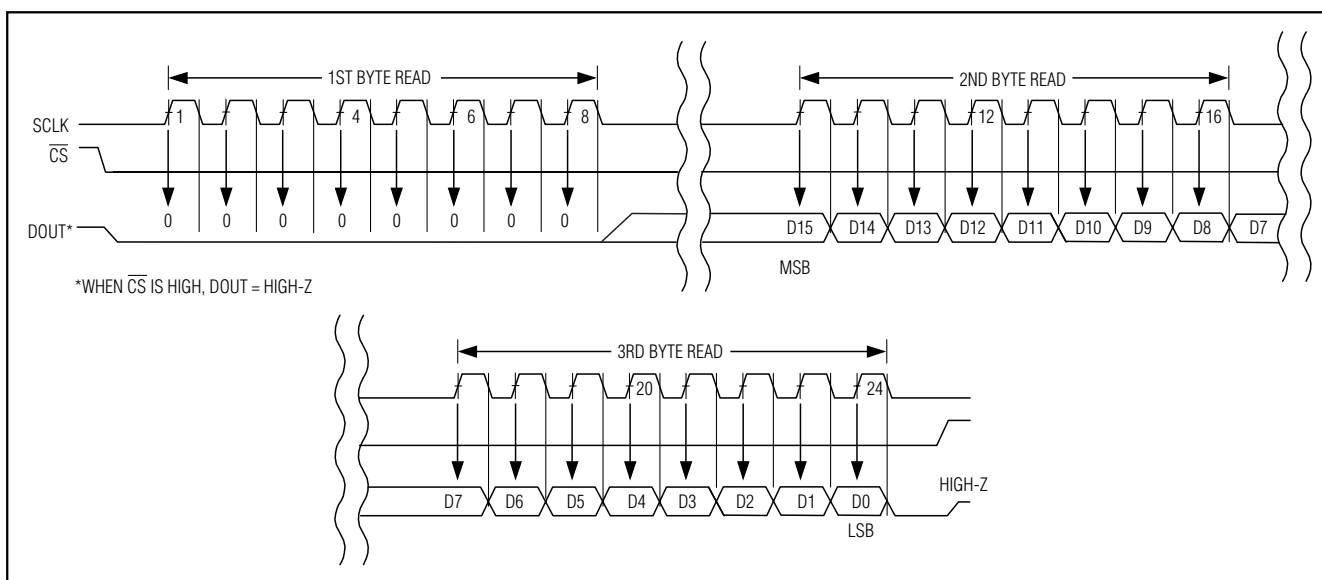 1ST BYTE READ
2ND BYTE READ
SCLK 1 4 6 8 12 16
CS
0 0 0 0 0 0 0 0
DOUT* D15 D14 D13 D12 D11 D10 D9 D8 D7
MSB
*WHEN CS IS HIGH, DOUT = HIGH-Z
3RD BYTE READ
20 24
HIGH-Z
D7 D6 D5 D4 D3 D2 D1 D0
LSB